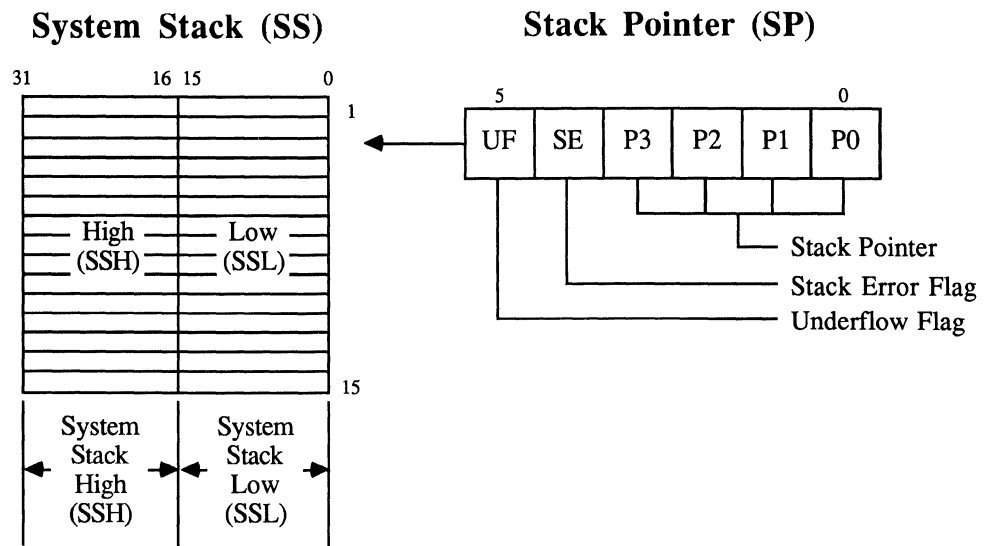 System Stack (SS)
Stack Pointer (SP)
31 16 15 0
1
5 0
UF SE P3 P2 P1 P0
High
(SSH)
Low
(SSL)
Stack Pointer
Stack Error Flag
Underflow Flag
15
System
Stack
High
(SSH)
System
Stack
Low
(SSL)